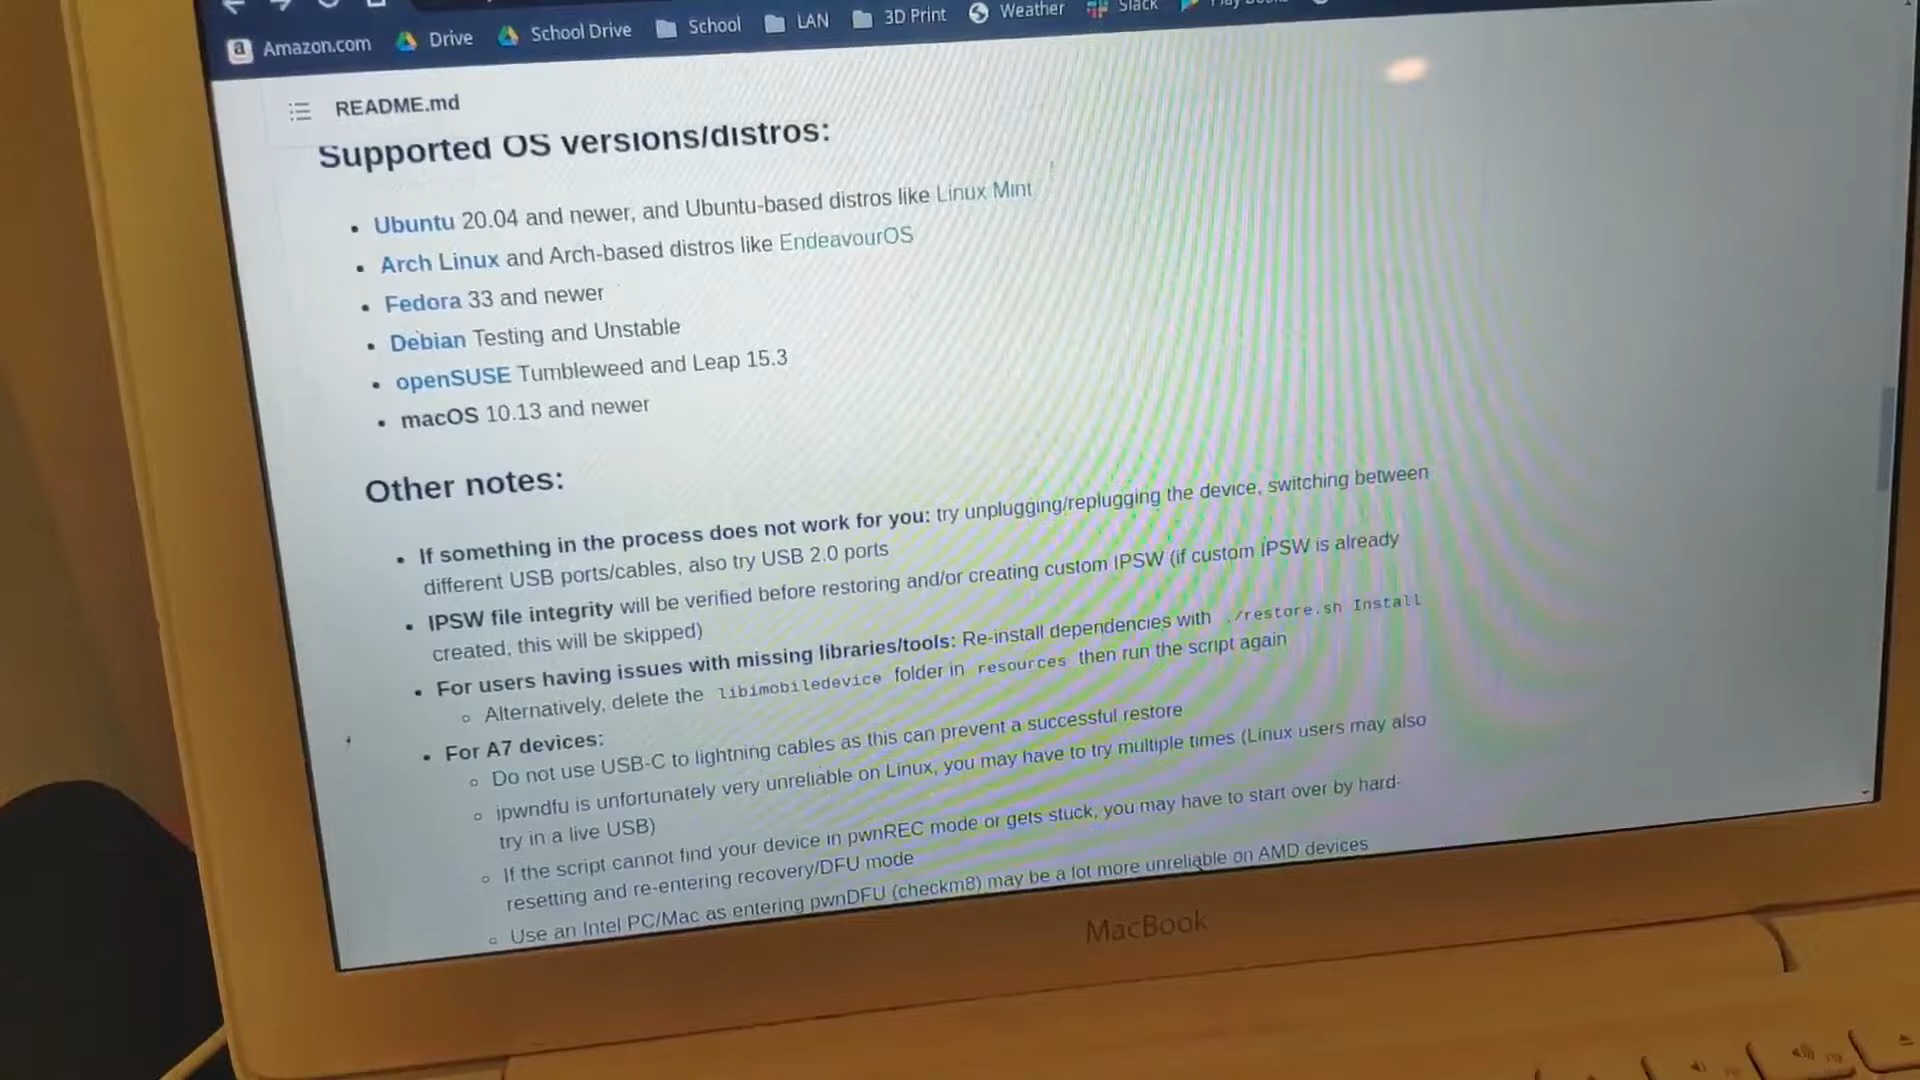 Amazon.com Drive School Drive School LAN 3D Print Weather Slack
README.md
Supported OS versions/distros:
• Ubuntu 20.04 and newer, and Ubuntu-based distros like Linux Mint
• Arch Linux and Arch-based distros like EndeavourOS
• Fedora 33 and newer
• Debian Testing and Unstable
• openSUSE Tumbleweed and Leap 15.3
• macOS 10.13 and newer
Other notes:
• If something in the process does not work for you: try unplugging/replugging the device, switching between
different USB ports/cables, also try USB 2.0 ports
• IPSW file integrity will be verified before restoring and/or creating custom IPSW (if custom IPSW is already
created, this will be skipped)
• For users having issues with missing libraries/tools: Re-install dependencies with ./restore.sh Install
○ Alternatively, delete the libimobiledevice folder in resources then run the script again
• For A7 devices:
○ Do not use USB-C to lightning cables as this can prevent a successful restore
○ ipwndfu is unfortunately very unreliable on Linux, you may have to try multiple times (Linux users may also
try in a live USB)
○ If the script cannot find your device in pwnREC mode or gets stuck, you may have to start over by hard-
resetting and re-entering recovery/DFU mode
○ Use an Intel PC/Mac as entering pwnDFU (checkm8) may be a lot more unreliable on AMD devices
MacBook